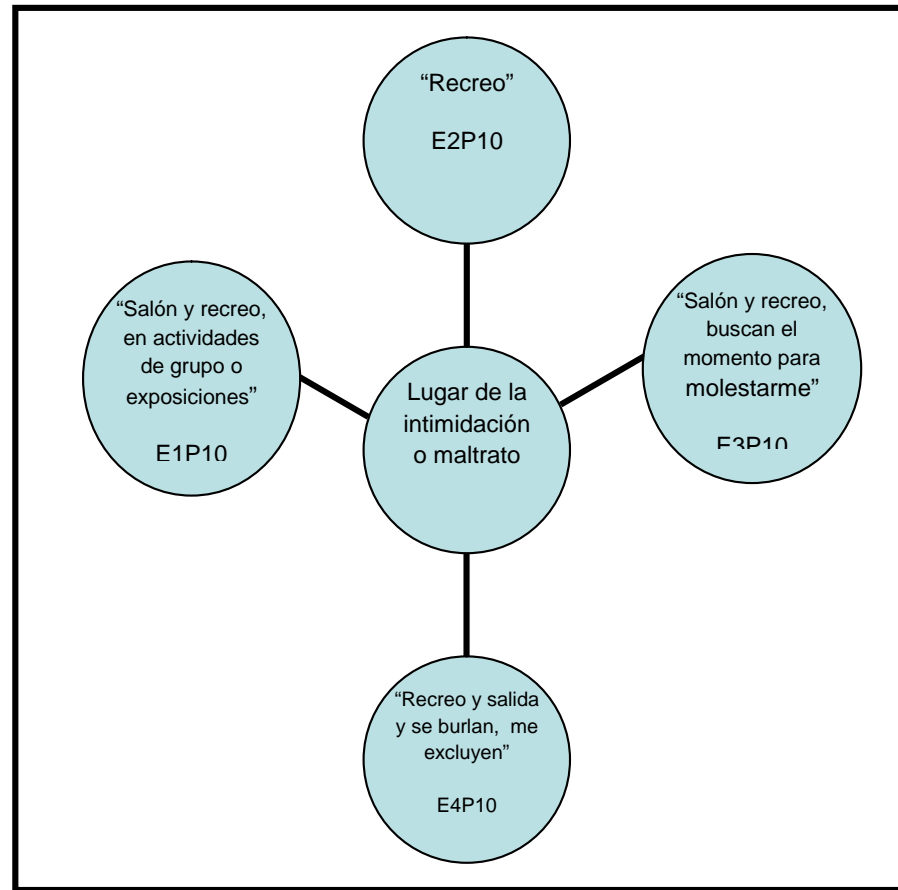 “Recreo”
E2P10
“Salón y recreo,
en actividades
de grupo o
exposiciones”
E1P10
“Salón y recreo,
buscan el
momento para
molestarme”
E3P10
Lugar de la
intimidación
o maltrato
“Recreo y salida
y se burlan,  me
excluyen”
E4P10